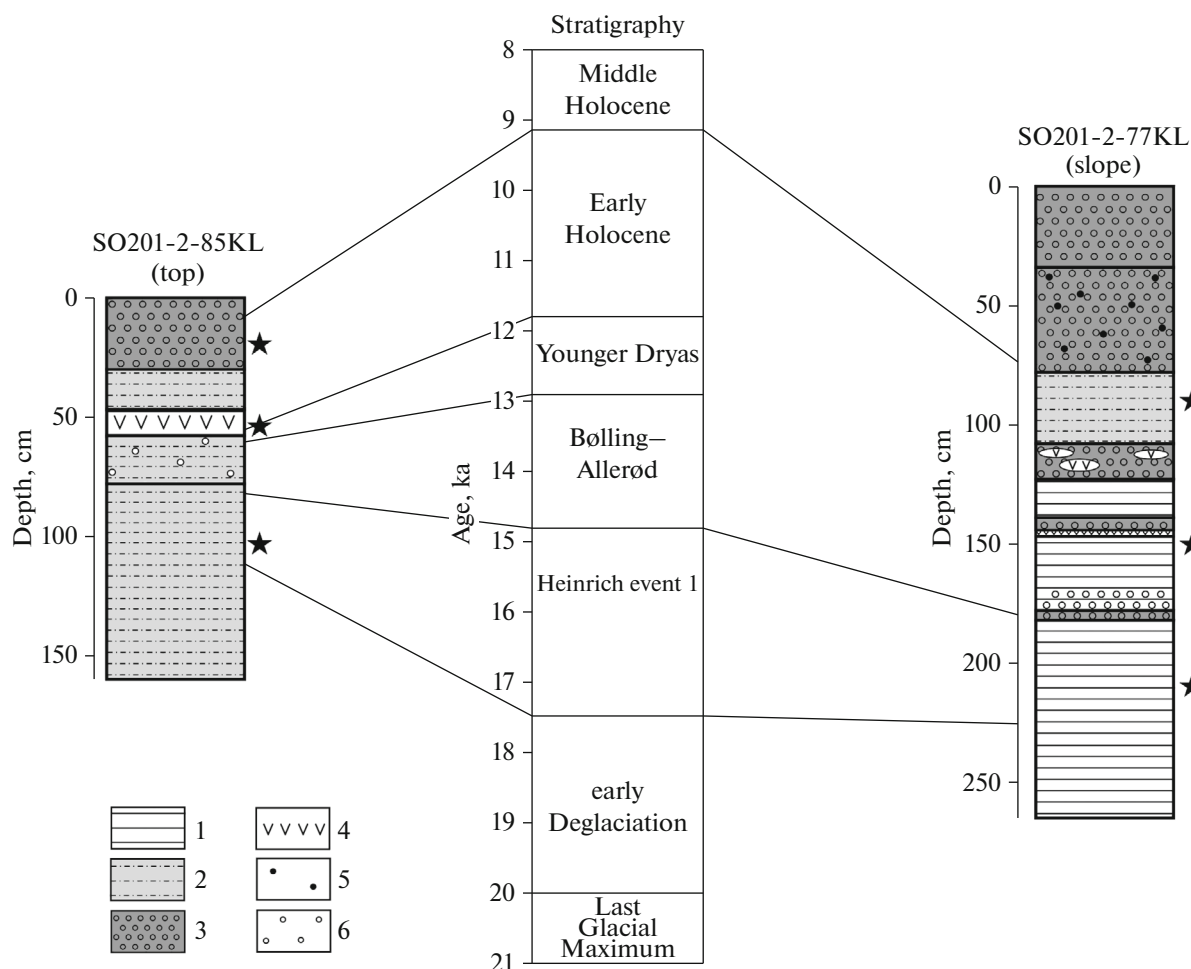 Stratigraphy
8
9
10
11
12
13
14
15
16
17
18
19
20
21
Age, ka
Middle
Holocene
Early
Holocene
Younger Dryas
Bølling–
Allerød
Heinrich event 1
early
Deglaciation
Last
Glacial
Maximum
SO201-2-85KL
(top)
0
50
100
150
Depth, cm
SO201-2-77KL
(slope)
0
50
100
150
200
250
Depth, cm
1
2
3
4
5
6